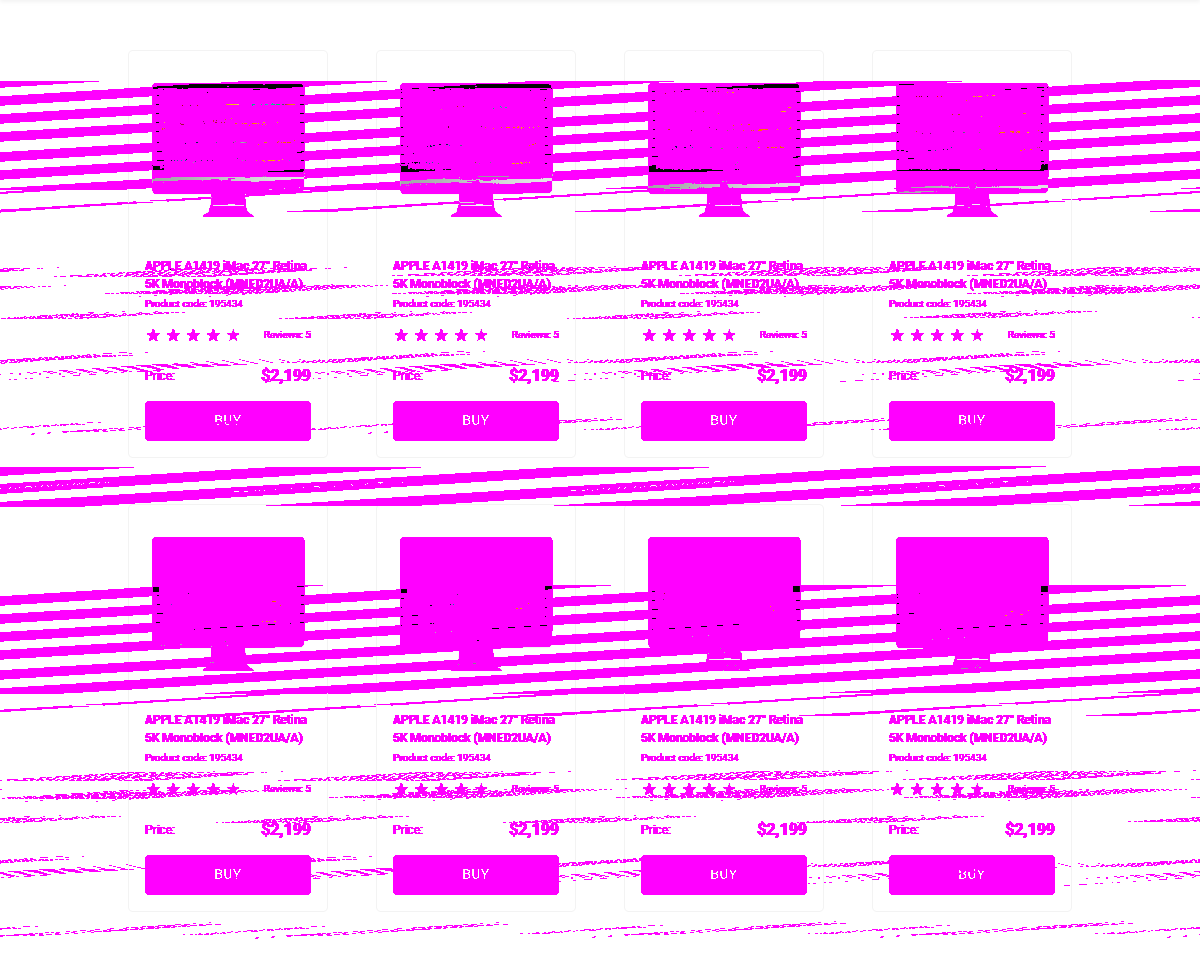 APPLE A1419 iMac 27" Retina
5K Monoblock (MNED2UA/A)
Product code: 195434
Reviews: 5
Price: $2,199
BUY
APPLE A1419 iMac 27" Retina
5K Monoblock (MNED2UA/A)
Product code: 195434
Reviews: 5
Price: $2,199
BUY
APPLE A1419 iMac 27" Retina
5K Monoblock (MNED2UA/A)
Product code: 195434
Reviews: 5
Price: $2,199
BUY
APPLE A1419 iMac 27" Retina
5K Monoblock (MNED2UA/A)
Product code: 195434
Reviews: 5
Price: $2,199
BUY
APPLE A1419 iMac 27" Retina
5K Monoblock (MNED2UA/A)
Product code: 195434
Reviews: 5
Price: $2,199
BUY
APPLE A1419 iMac 27" Retina
5K Monoblock (MNED2UA/A)
Product code: 195434
Reviews: 5
Price: $2,199
BUY
APPLE A1419 iMac 27" Retina
5K Monoblock (MNED2UA/A)
Product code: 195434
Reviews: 5
Price: $2,199
BUY
APPLE A1419 iMac 27" Retina
5K Monoblock (MNED2UA/A)
Product code: 195434
Reviews: 5
Price: $2,199
BUY